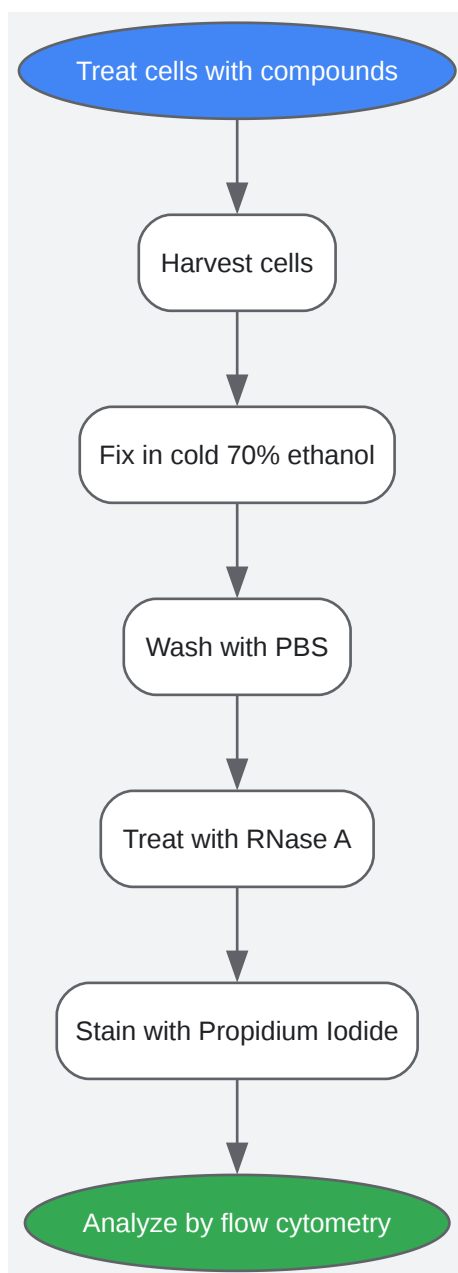 Treat cells with compounds
Harvest cells
Fix in cold 70% ethanol
Wash with PBS
Treat with RNase A
Stain with Propidium Iodide
Analyze by flow cytometry